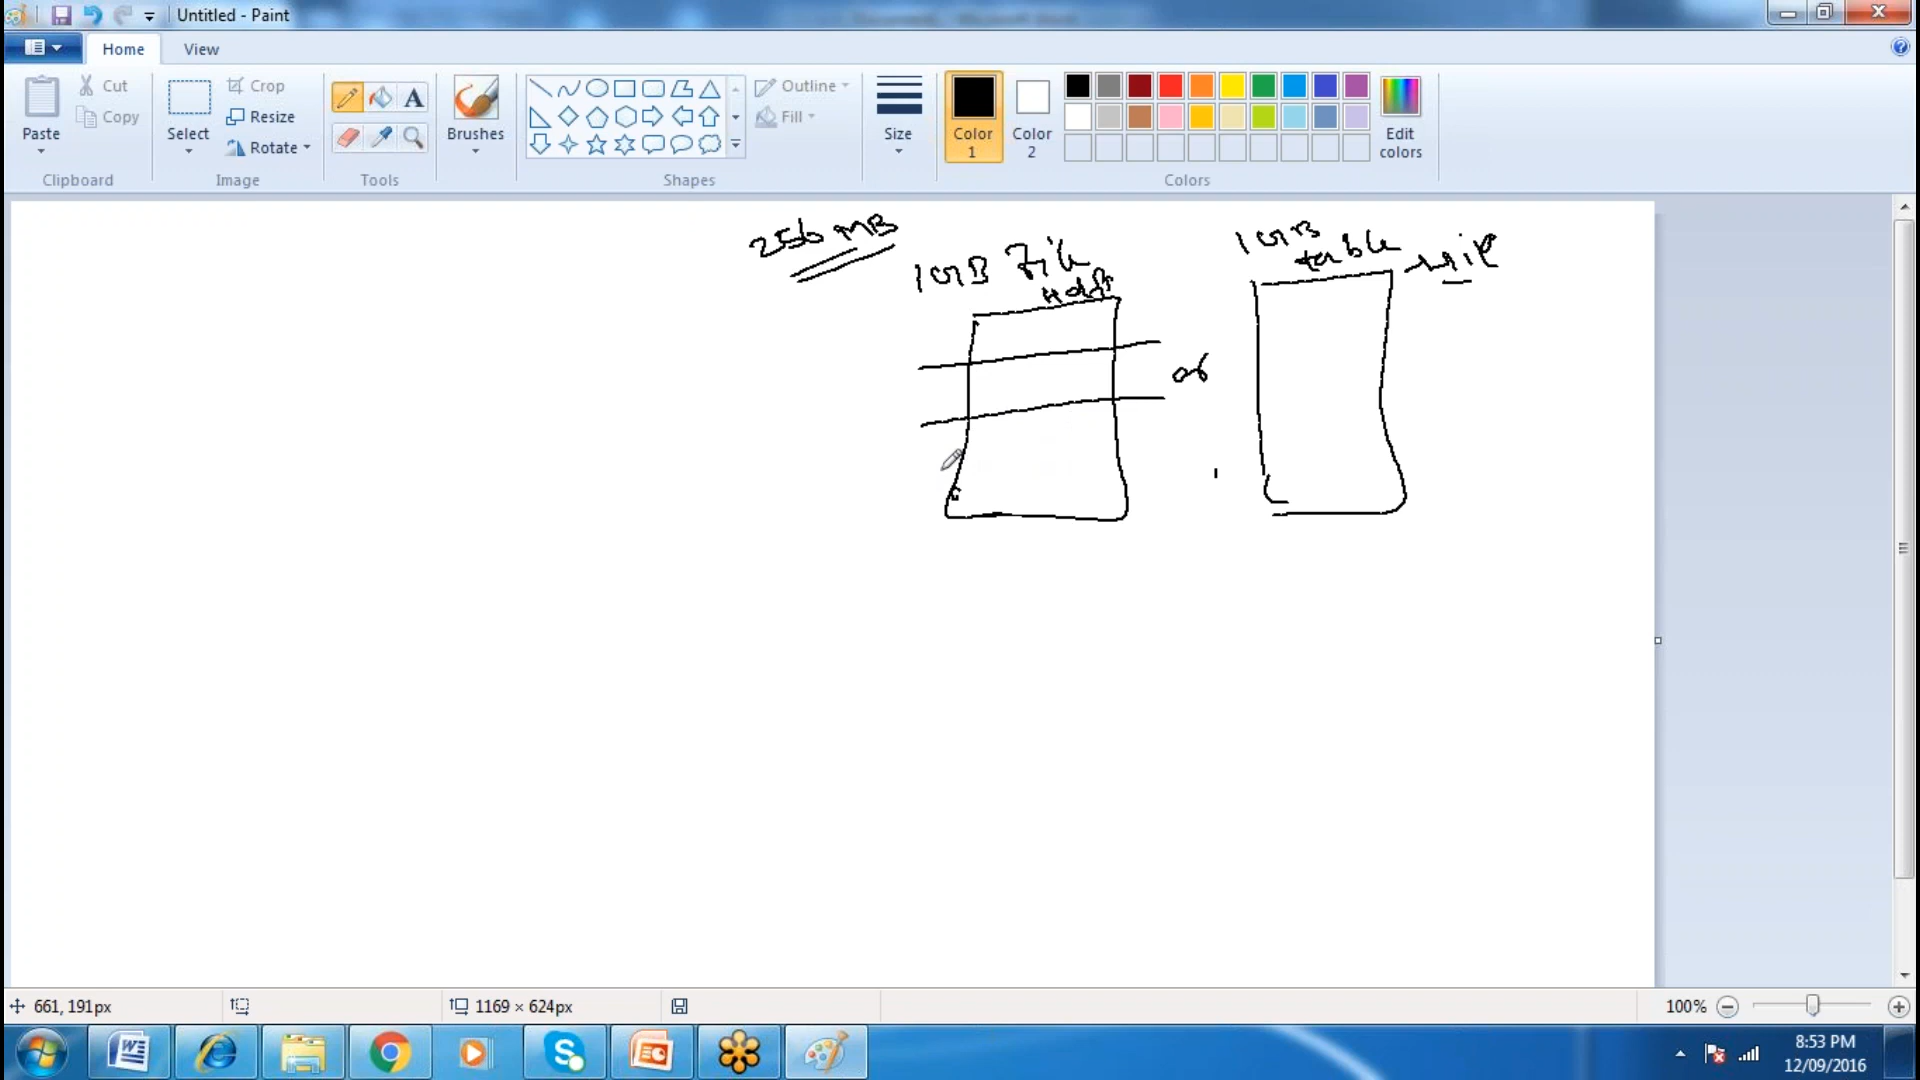 Untitled - Paint
Home
View
Paste
Cut
Copy
Clipboard
Select
Crop
Resize
Rotate
Image
Tools
Brushes
Shapes
Outline
Fill
Size
Color 1
Color 2
Edit colors
Colors
256 MB
1GB File
Hdfs
1GB
table
or
661, 191px
1169 × 624px
100%
8:53 PM
12/09/2016